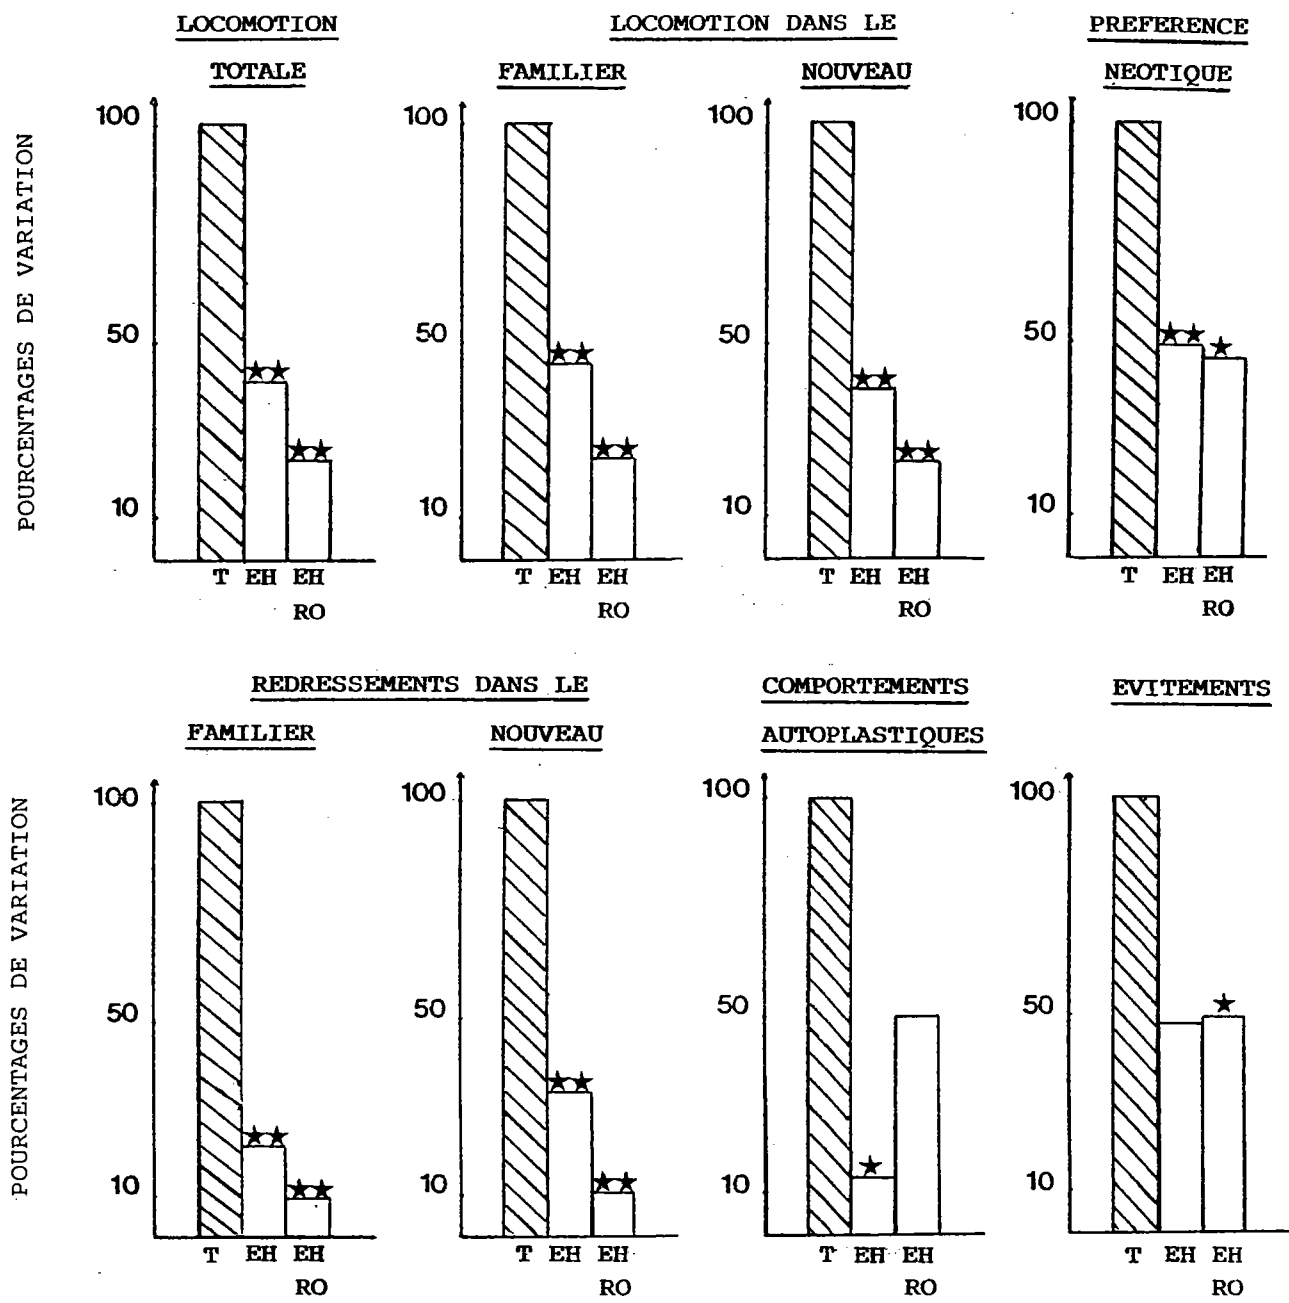 LOCOMOTION LOCOMOTION DANS LE PREFERENCE
TOTALE FAMILIER NOUVEAU NEOTIQUE
POURCENTAGES DE VARIATION
100 100 100 100
50 50 50 50
10 10 10 10
T EH EH T EH EH T EH EH T EH EH
RO RO RO RO
REDRESSEMENTS DANS LE COMPORTEMENTS EVITEMENTS
FAMILIER NOUVEAU AUTOPLASTIQUES
POURCENTAGES DE VARIATION
100 100 100 100
50 50 50 50
10 10 10 10
T EH EH T EH EH T EH EH T EH EH
RO RO RO RO